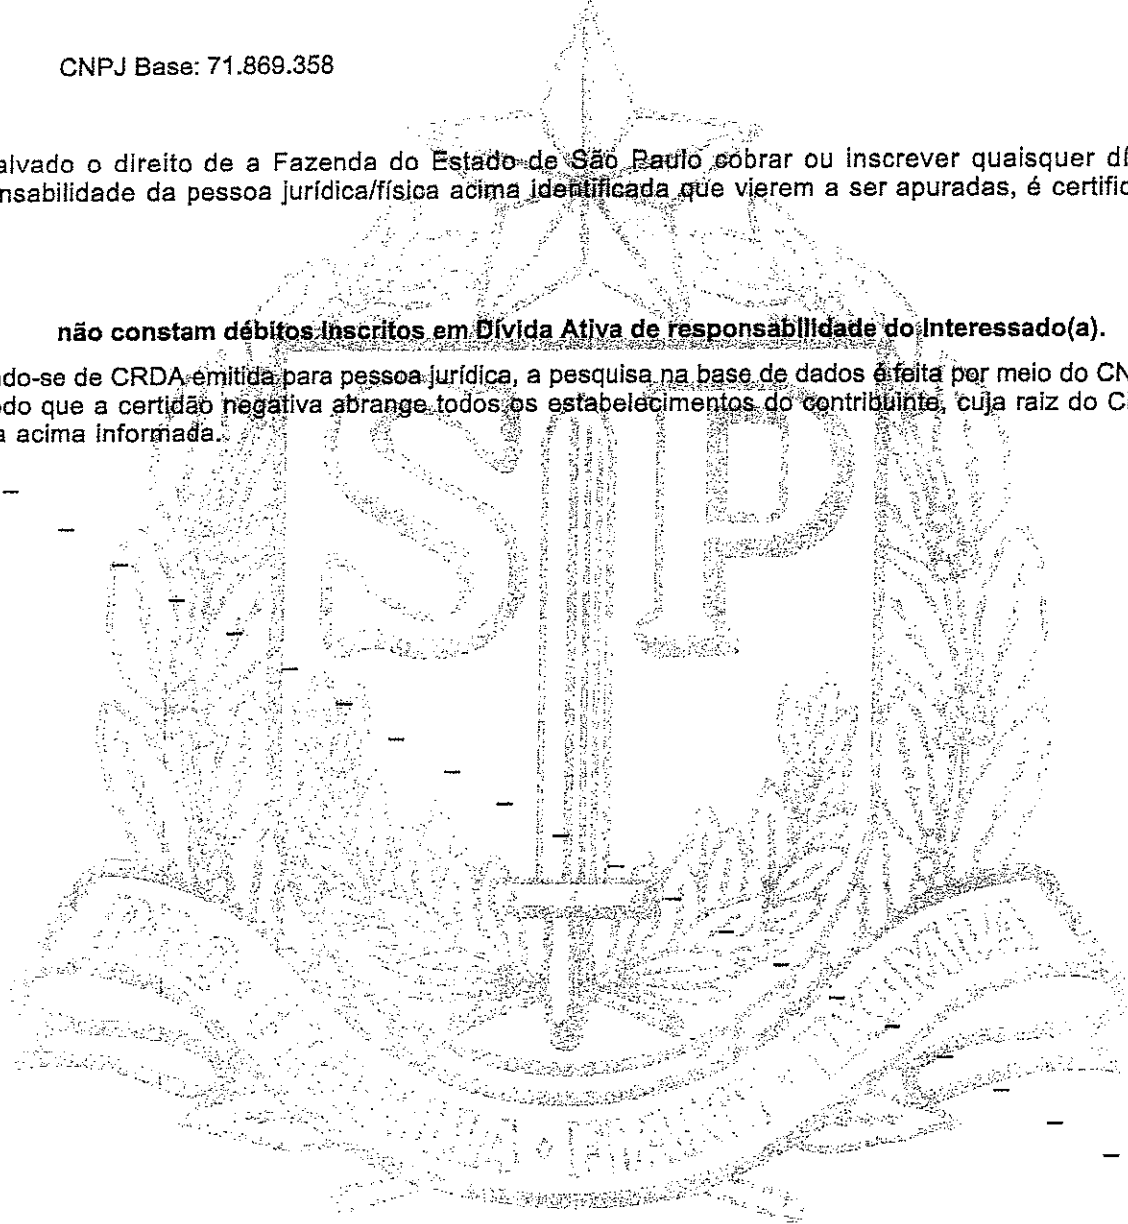 CNPJ Base: 71.869.358
alvado o direito de a Fazenda do Estado de São Paulo cobrar ou inscrever quaisquer dí
nsabilidade da pessoa jurídica/física acima identificada que vierem a ser apuradas, é certific
não constam débitos inscritos em Dívida Ativa de responsabilidade do Interessado(a).
do-se de CRDA emitida para pessoa jurídica, a pesquisa na base de dados é feita por meio do CN
odo que a certidão negativa abrange todos os estabelecimentos do contribuinte, cuja raiz do C
a acima informada.
SP